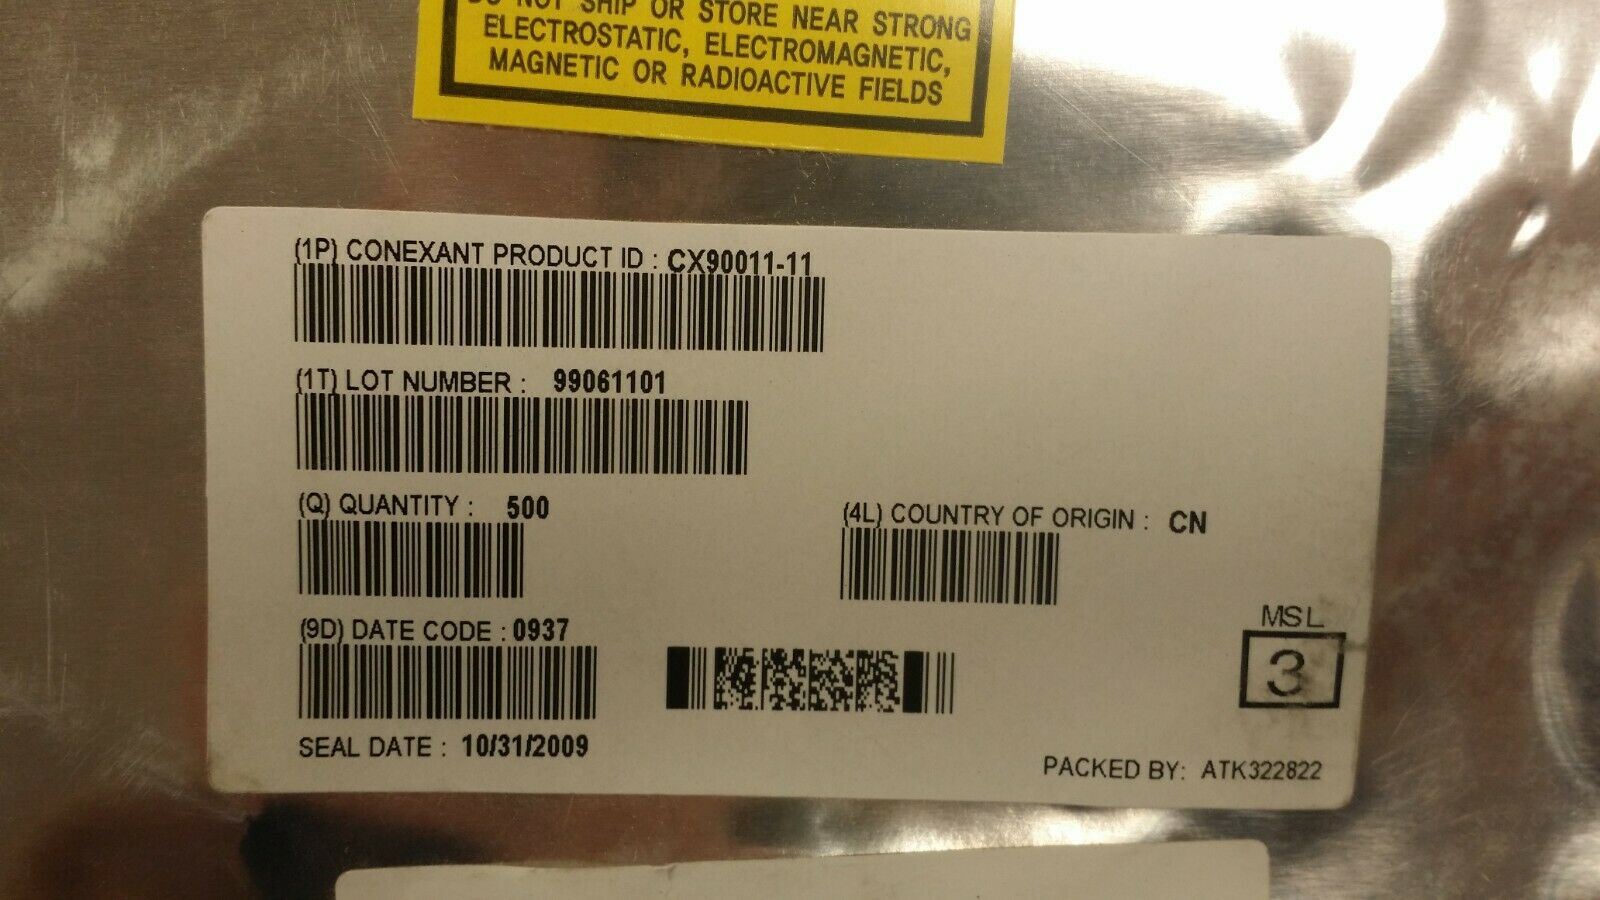 DO NOT SHIP OR STORE NEAR STRONG
ELECTROSTATIC, ELECTROMAGNETIC,
MAGNETIC OR RADIOACTIVE FIELDS
(1P) CONEXANT PRODUCT ID : CX90011-11
(1T) LOT NUMBER : 99061101
(Q) QUANTITY : 500
(4L) COUNTRY OF ORIGIN : CN
(9D) DATE CODE : 0937
MSL
3
SEAL DATE : 10/31/2009
PACKED BY: ATK322822